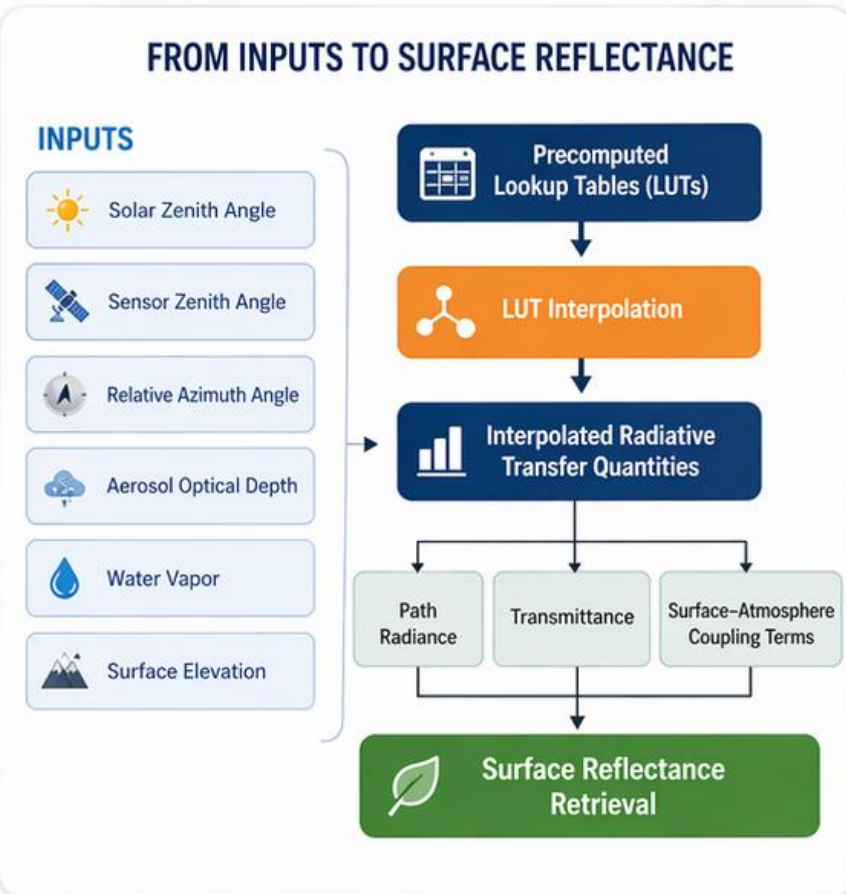 FROM INPUTS TO SURFACE REFLECTANCE
INPUTS
Solar Zenith Angle
Sensor Zenith Angle
Relative Azimuth Angle
Aerosol Optical Depth
Water Vapor
Surface Elevation
Precomputed
Lookup Tables (LUTs)
LUT Interpolation
Interpolated Radiative
Transfer Quantities
Path
Radiance
Transmittance
Surface–Atmosphere
Coupling Terms
Surface Reflectance
Retrieval